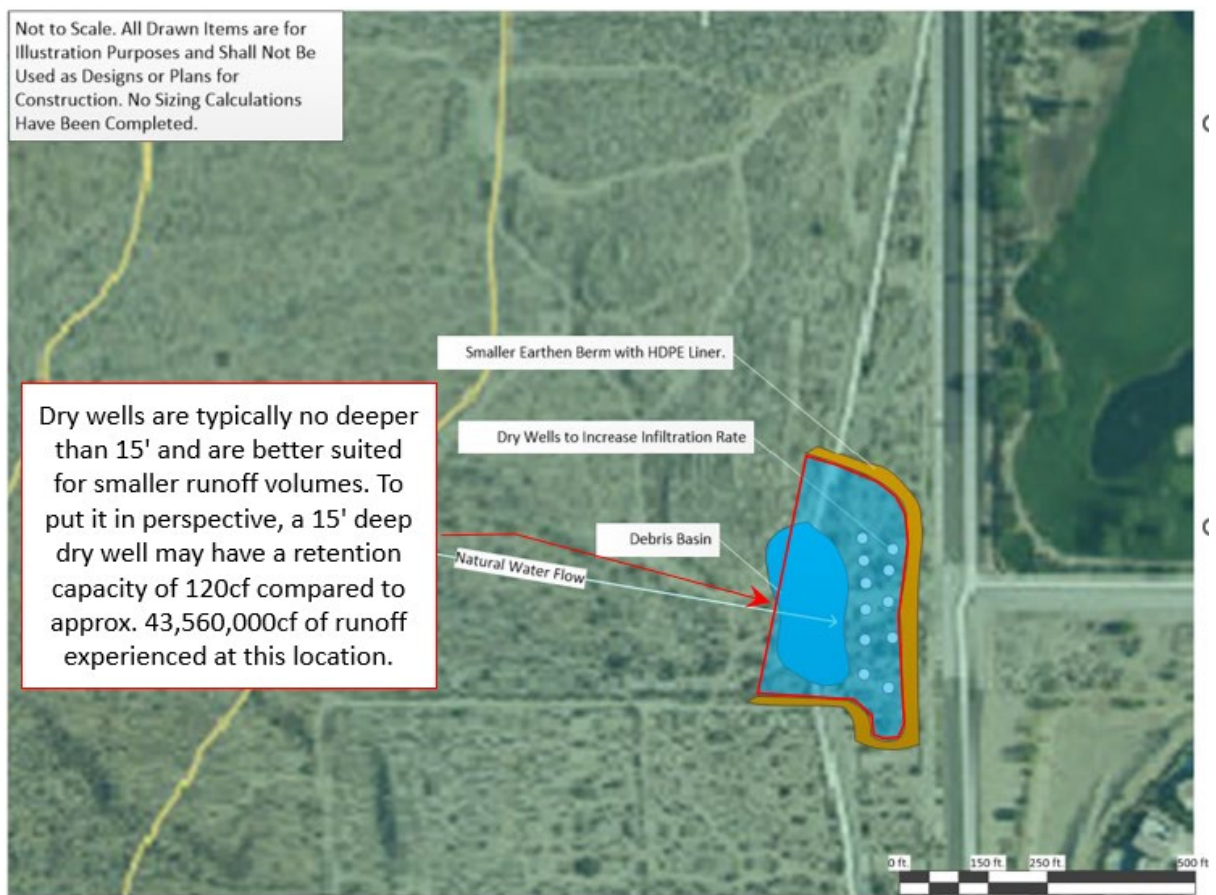 Not to Scale. All Drawn Items are for
Illustration Purposes and Shall Not Be
Used as Designs or Plans for
Construction. No Sizing Calculations
Have Been Completed.
Smaller Earthen Berm with HDPE Liner.
Dry wells are typically no deeper
than 15' and are better suited
for smaller runoff volumes. To
put it in perspective, a 15' deep
dry well may have a retention
capacity of 120cf compared to
approx. 43,560,000cf of runoff
experienced at this location.
Dry Wells to Increase Infiltration Rate
Debris Basin
Natural Water Flow
0 ft. 150 ft. 250 ft. 500 ft.